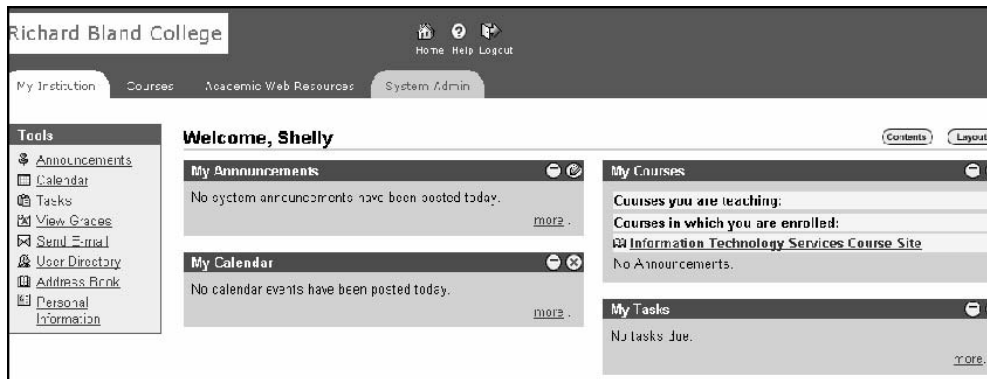 Richard Bland College
Home Help Logout
My Institution Courses Academic Web Resources System Admin
Tools
Announcements
Calendar
Tasks
View Grades
Send E-mail
User Directory
Address Book
Personal
Information
Welcome, Shelly
Contents Layout
My Announcements
No system announcements have been posted today.
more .
My Calendar
No calendar events have been posted today.
more .
My Courses
Courses you are teaching:
Courses in which you are enrolled:
Information Technology Services Course Site
No Announcements.
My Tasks
No tasks due.
more.